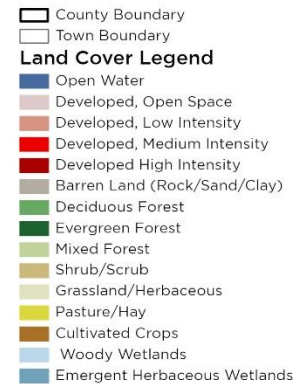 County Boundary
Town Boundary
Land Cover Legend
Open Water
Developed, Open Space
Developed, Low Intensity
Developed, Medium Intensity
Developed High Intensity
Barren Land (Rock/Sand/Clay)
Deciduous Forest
Evergreen Forest
Mixed Forest
Shrub/Scrub
Grassland/Herbaceous
Pasture/Hay
Cultivated Crops
Woody Wetlands
Emergent Herbaceous Wetlands